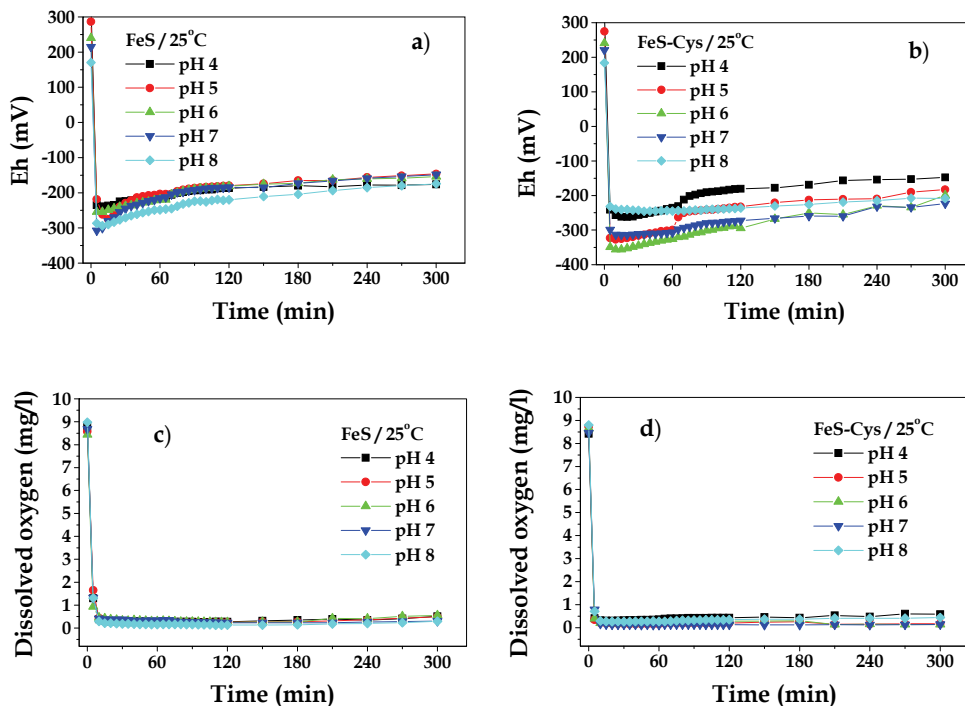 a)
FeS / 25°C
pH 4
pH 5
pH 6
pH 7
pH 8
Eh (mV)
300
200
100
0
-100
-200
-300
-400
0 60 120 180 240 300
Time (min)
b)
FeS-Cys / 25°C
pH 4
pH 5
pH 6
pH 7
pH 8
Eh (mV)
300
200
100
0
-100
-200
-300
-400
0 60 120 180 240 300
Time (min)
c)
FeS / 25°C
pH 4
pH 5
pH 6
pH 7
pH 8
Dissolved oxygen (mg/l)
10
9
8
7
6
5
4
3
2
1
0
0 60 120 180 240 300
Time (min)
d)
FeS-Cys / 25°C
pH 4
pH 5
pH 6
pH 7
pH 8
Dissolved oxygen (mg/l)
10
9
8
7
6
5
4
3
2
1
0
0 60 120 180 240 300
Time (min)